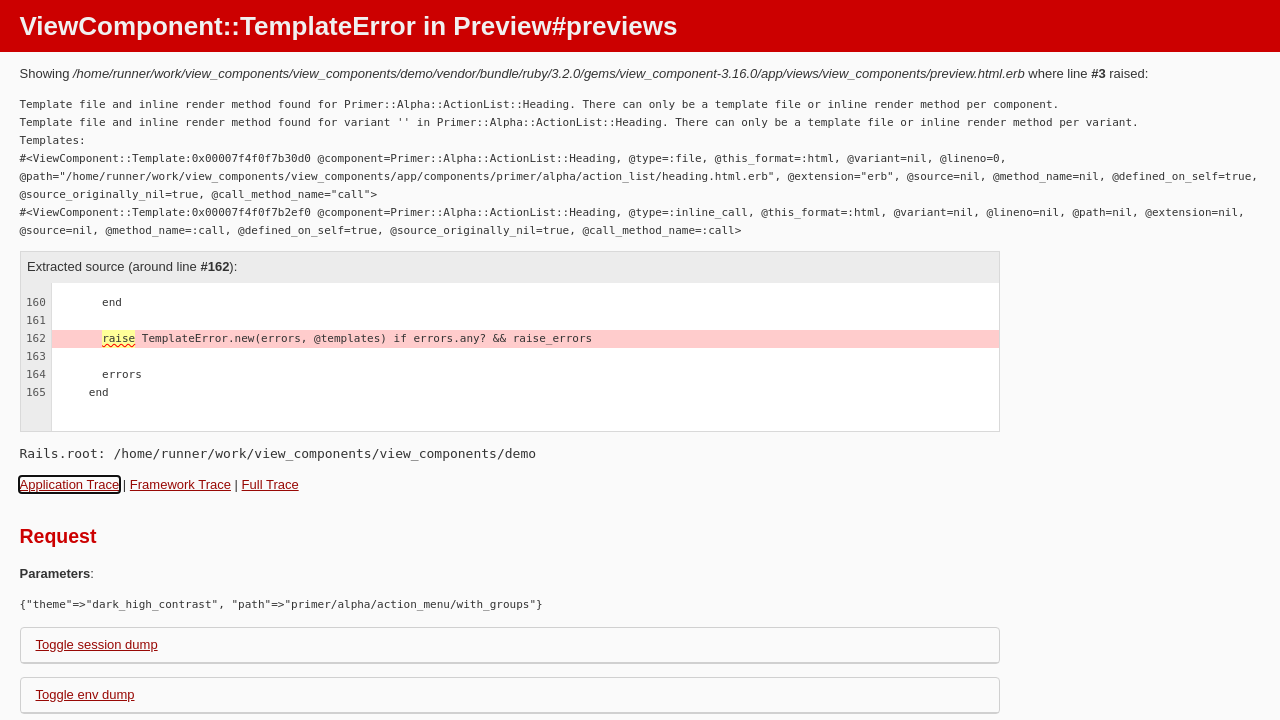 ViewComponent::TemplateError in Preview#previews
Showing /home/runner/work/view_components/view_components/demo/vendor/bundle/ruby/3.2.0/gems/view_component-3.16.0/app/views/view_components/preview.html.erb where line #3 raised:
Template file and inline render method found for Primer::Alpha::ActionList::Heading. There can only be a template file or inline render method per component.
Template file and inline render method found for variant '' in Primer::Alpha::ActionList::Heading. There can only be a template file or inline render method per variant.
Templates:
#<ViewComponent::Template:0x00007f4f0f7b30d0 @component=Primer::Alpha::ActionList::Heading, @type=:file, @this_format=:html, @variant=nil, @lineno=0,
@path="/home/runner/work/view_components/view_components/app/components/primer/alpha/action_list/heading.html.erb", @extension="erb", @source=nil, @method_name=nil, @defined_on_self=true,
@source_originally_nil=true, @call_method_name="call">
#<ViewComponent::Template:0x00007f4f0f7b2ef0 @component=Primer::Alpha::ActionList::Heading, @type=:inline_call, @this_format=:html, @variant=nil, @lineno=nil, @path=nil, @extension=nil,
@source=nil, @method_name=:call, @defined_on_self=true, @source_originally_nil=true, @call_method_name=:call>
Extracted source (around line #162):
160 end
161
162 raise TemplateError.new(errors, @templates) if errors.any? && raise_errors
163
164 errors
165 end
Rails.root: /home/runner/work/view_components/view_components/demo
Application Trace | Framework Trace | Full Trace
Request
Parameters:
{"theme"=>"dark_high_contrast", "path"=>"primer/alpha/action_menu/with_groups"}
Toggle session dump
Toggle env dump